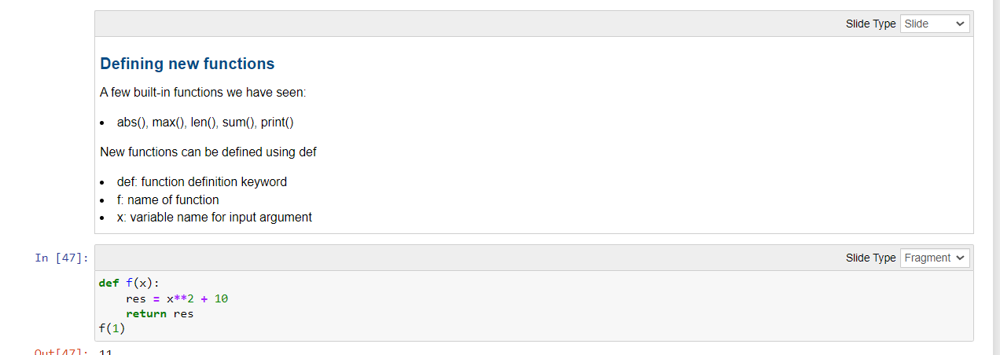 Slide Type Slide
Defining new functions
A few built-in functions we have seen:
• abs(), max(), len(), sum(), print()
New functions can be defined using def
• def: function definition keyword
• f: name of function
• x: variable name for input argument
In [47]:
Slide Type Fragment
def f(x):
    res = x**2 + 10
    return res
f(1)
Out[47]: 11